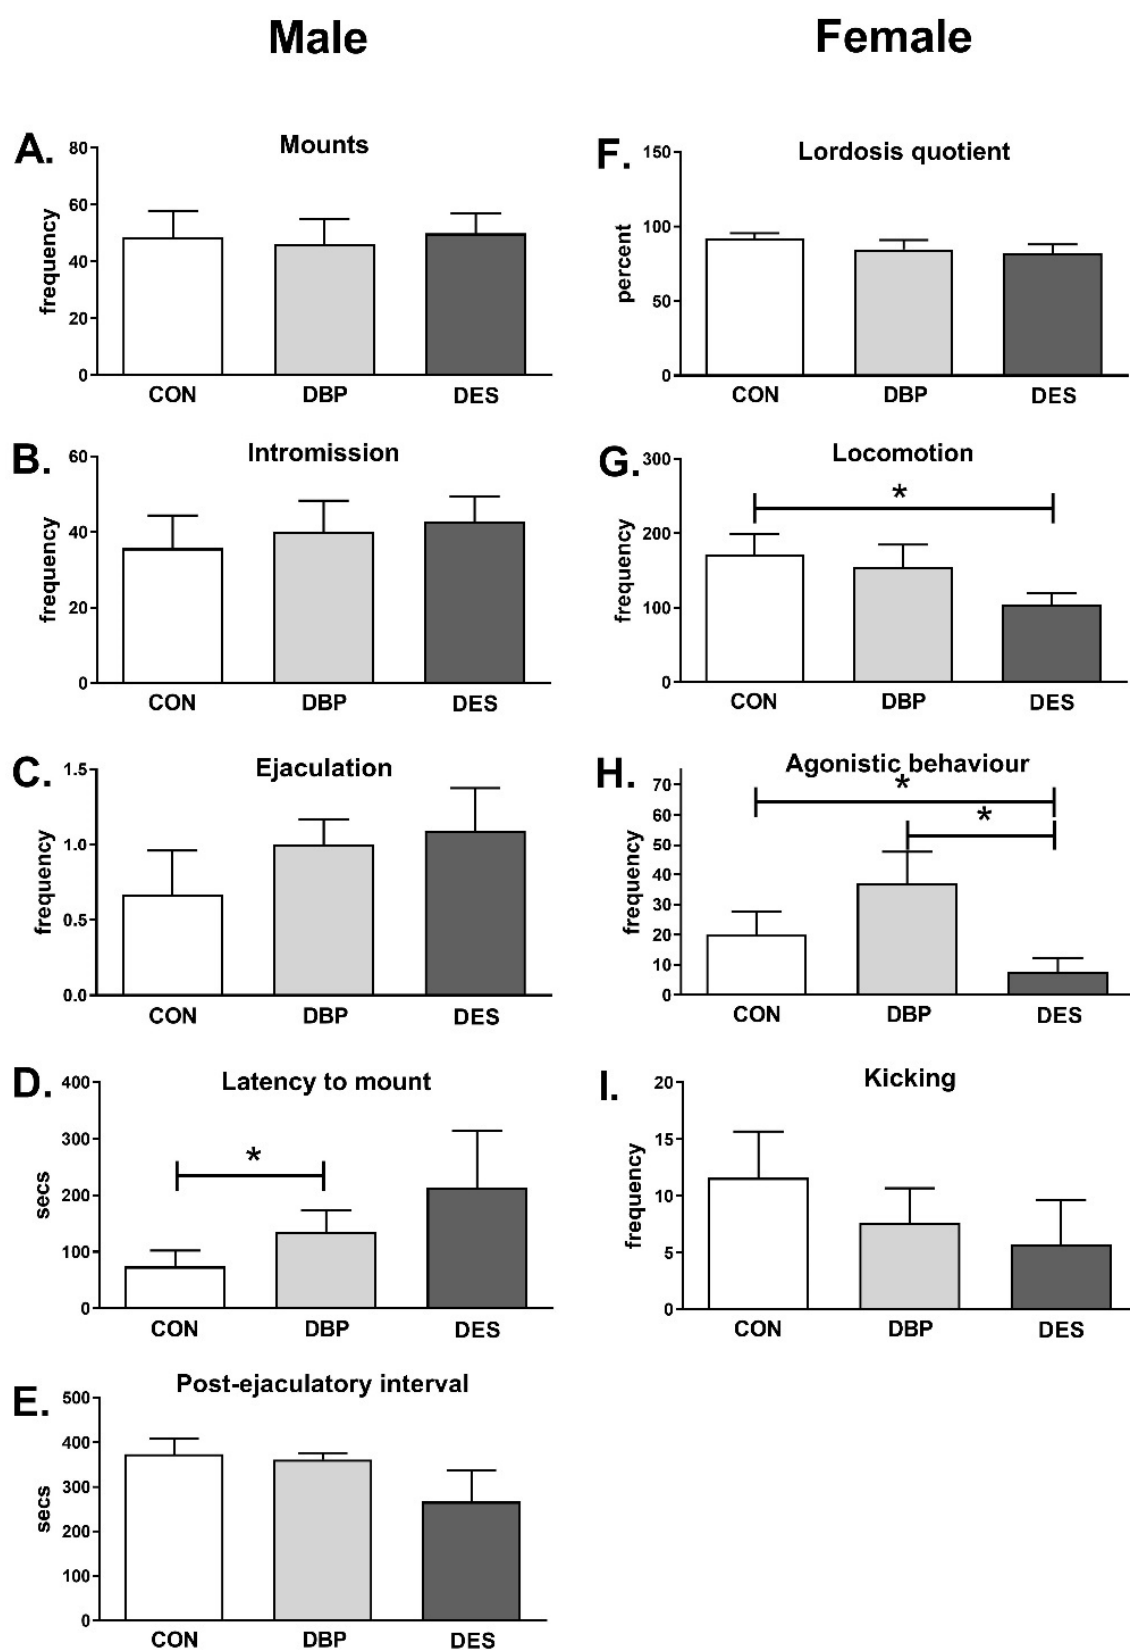 Male
Female
A.
Mounts
frequency
80
60
40
20
0
CON DBP DES
B.
Intromission
frequency
60
40
20
0
CON DBP DES
C.
Ejaculation
frequency
1.5
1.0
0.5
0.0
CON DBP DES
D.
Latency to mount
secs
400
300
200
100
0
*
CON DBP DES
E.
Post-ejaculatory interval
secs
500
400
300
200
100
0
CON DBP DES
F.
Lordosis quotient
percent
150
100
50
0
CON DBP DES
G.
Locomotion
frequency
300
200
100
0
*
CON DBP DES
H.
Agonistic behaviour
frequency
70
60
50
40
30
20
10
0
*
*
CON DBP DES
I.
Kicking
frequency
20
15
10
5
0
CON DBP DES